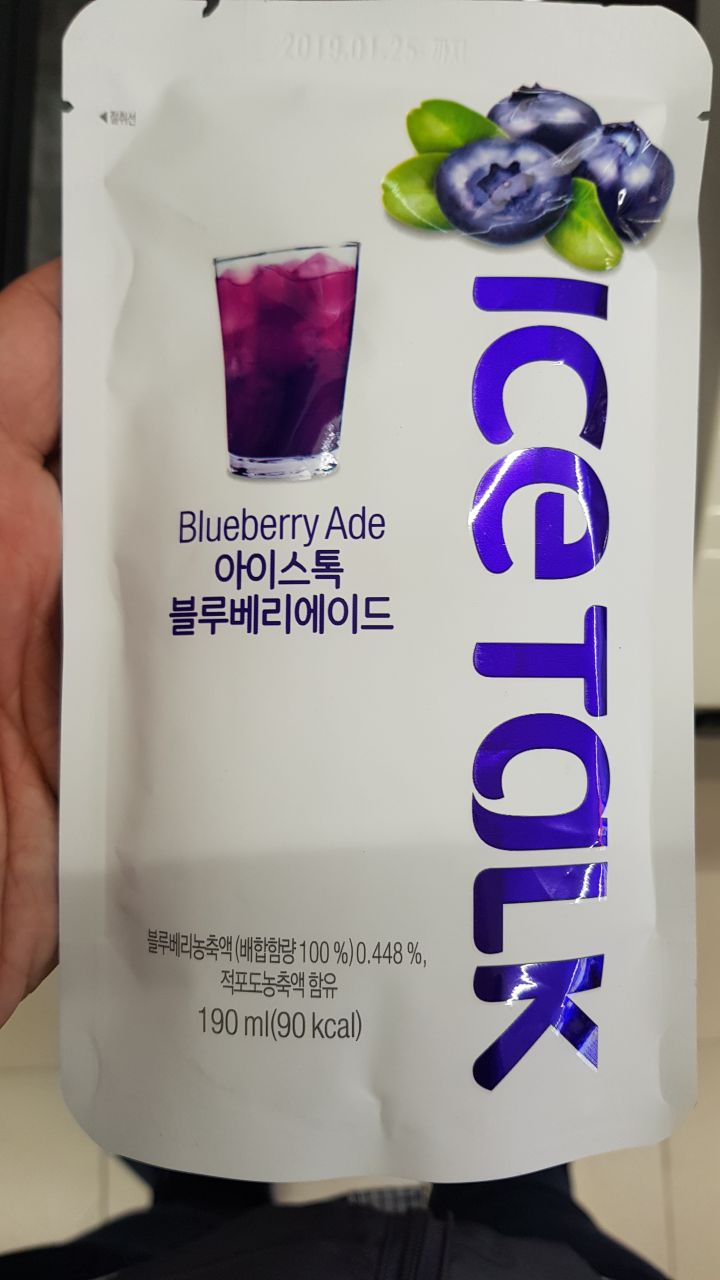 2019.01.25 까지
◀절취선
ICE TALK
Blueberry Ade
아이스톡
블루베리에이드
블루베리농축액 (배합함량 100 %) 0.448 %,
적포도농축액 함유
190 ml(90 kcal)